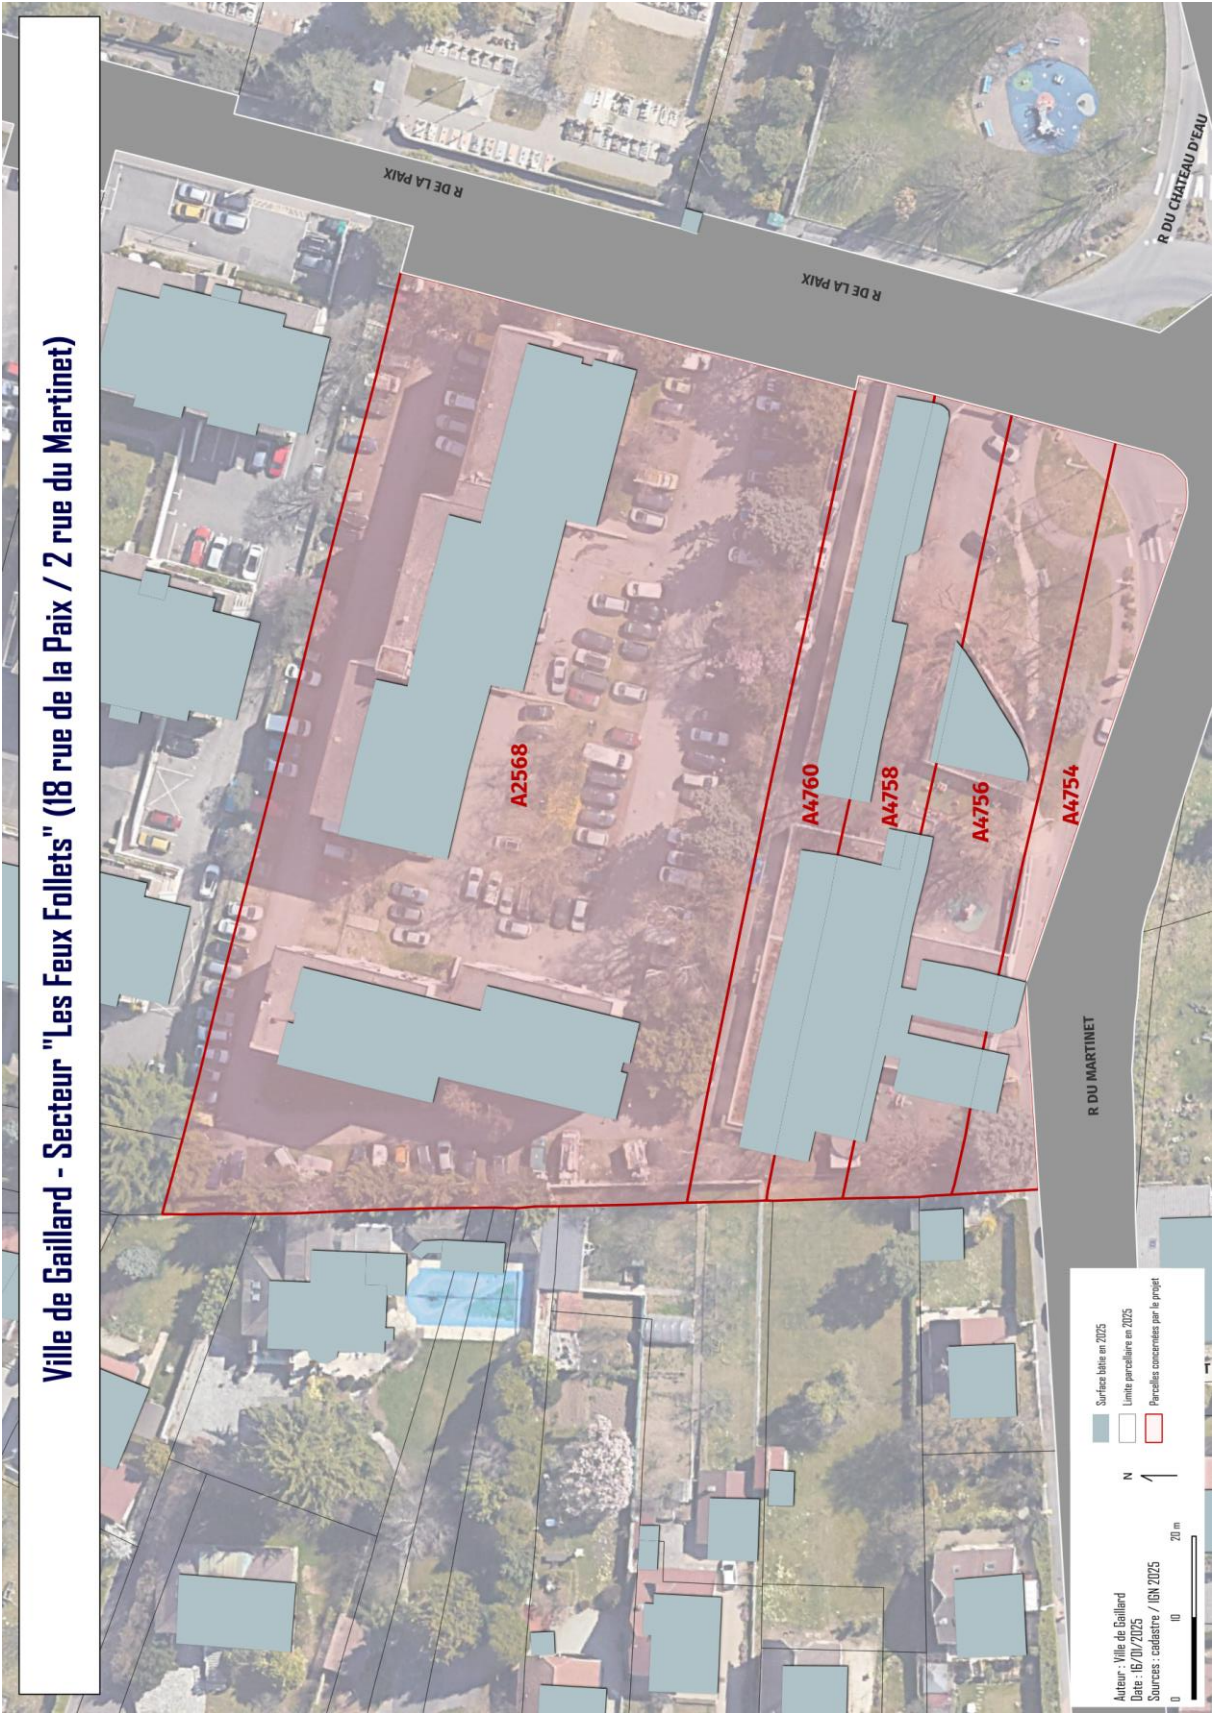 Ville de Gaillard - Secteur "Les Feux Follets" (18 rue de la Paix / 2 rue du Martinet)
R DE LA PAIX
R DE LA PAIX
R DU CHATEAU D'EAU
A2568
A4760
A4758
A4756
A4754
R DU MARTINET
Surface bâtie en 2025
Limite parcellaire en 2025
Parcelles concernées par le projet
N
Auteur : Ville de Gaillard
Date : 16/01/2025
Sources : cadastre / IGN 2025
0 10 20 m